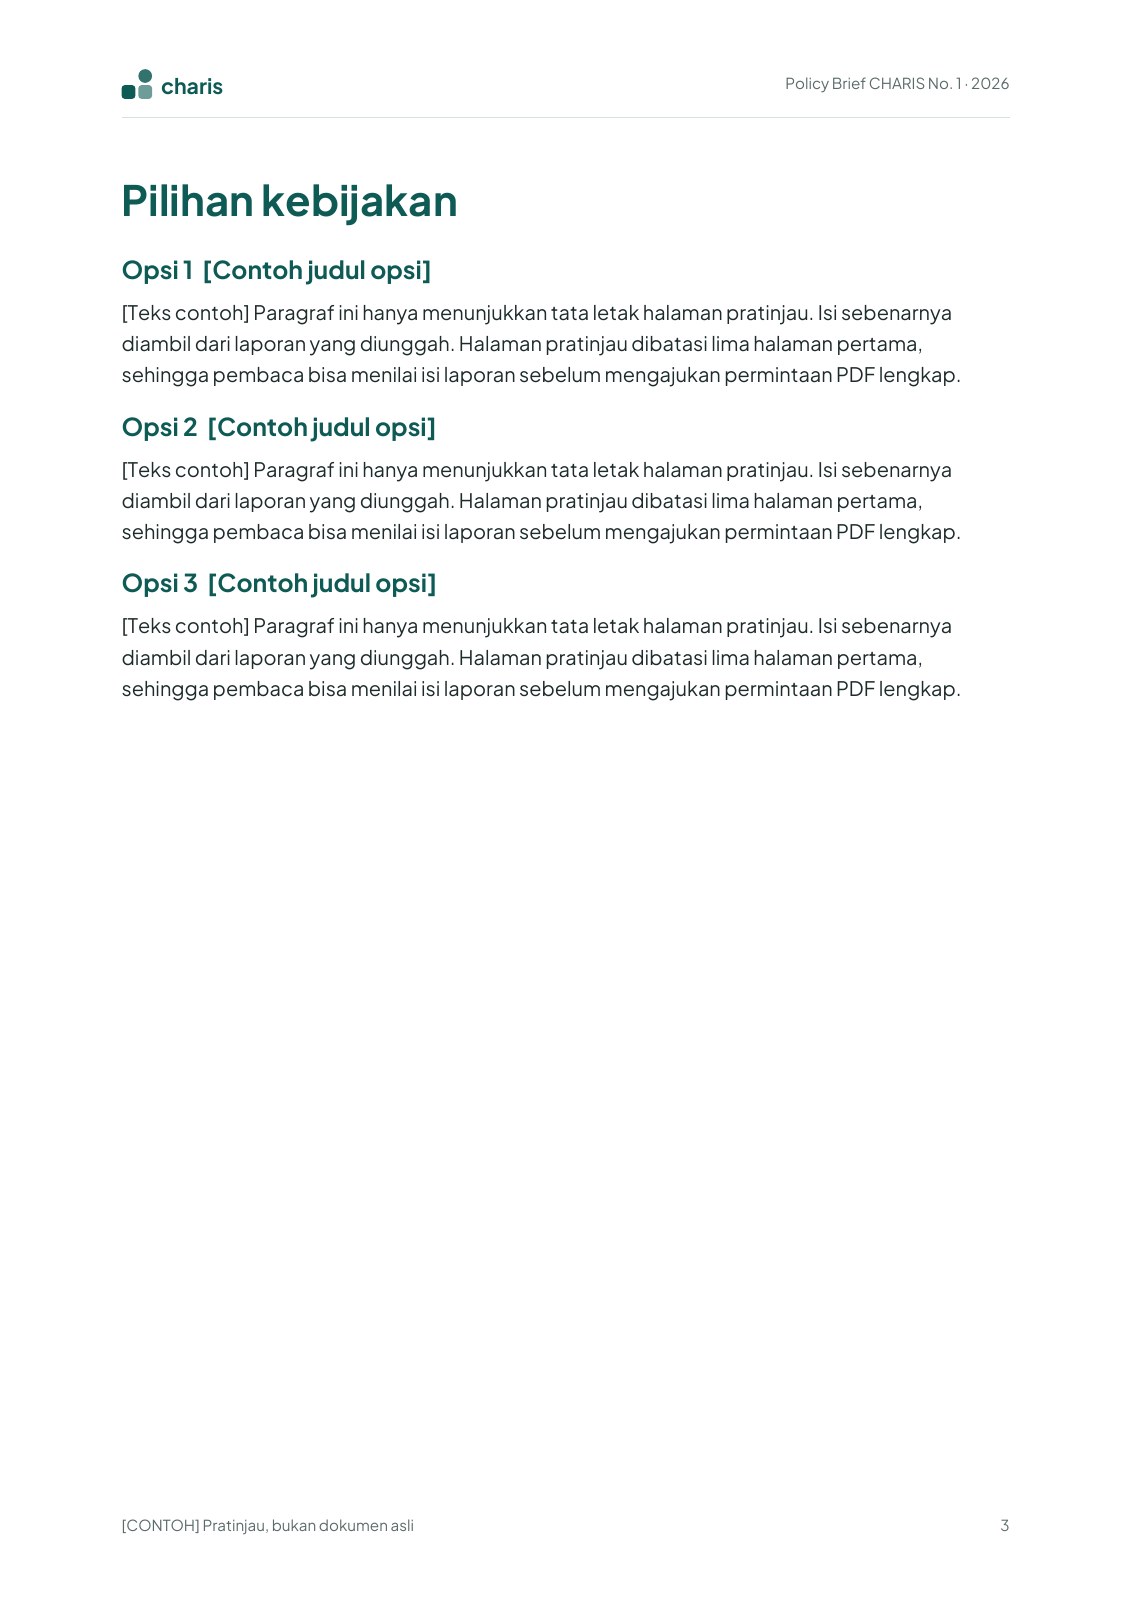 charis
Policy Brief CHARIS No. 1 · 2026
Pilihan kebijakan
Opsi 1 [Contoh judul opsi]
[Teks contoh] Paragraf ini hanya menunjukkan tata letak halaman pratinjau. Isi sebenarnya
diambil dari laporan yang diunggah. Halaman pratinjau dibatasi lima halaman pertama,
sehingga pembaca bisa menilai isi laporan sebelum mengajukan permintaan PDF lengkap.
Opsi 2 [Contoh judul opsi]
[Teks contoh] Paragraf ini hanya menunjukkan tata letak halaman pratinjau. Isi sebenarnya
diambil dari laporan yang diunggah. Halaman pratinjau dibatasi lima halaman pertama,
sehingga pembaca bisa menilai isi laporan sebelum mengajukan permintaan PDF lengkap.
Opsi 3 [Contoh judul opsi]
[Teks contoh] Paragraf ini hanya menunjukkan tata letak halaman pratinjau. Isi sebenarnya
diambil dari laporan yang diunggah. Halaman pratinjau dibatasi lima halaman pertama,
sehingga pembaca bisa menilai isi laporan sebelum mengajukan permintaan PDF lengkap.
[CONTOH] Pratinjau, bukan dokumen asli
3